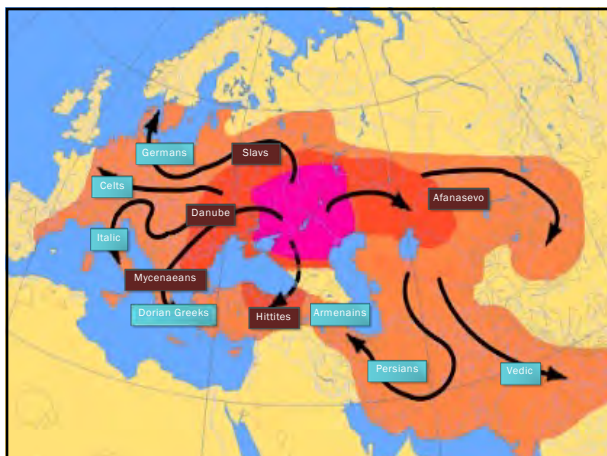 Germans
Slavs
Celts
Danube
Afanasevo
Italic
Mycenaeans
Dorian Greeks
Hittites
Armenains
Persians
Vedic